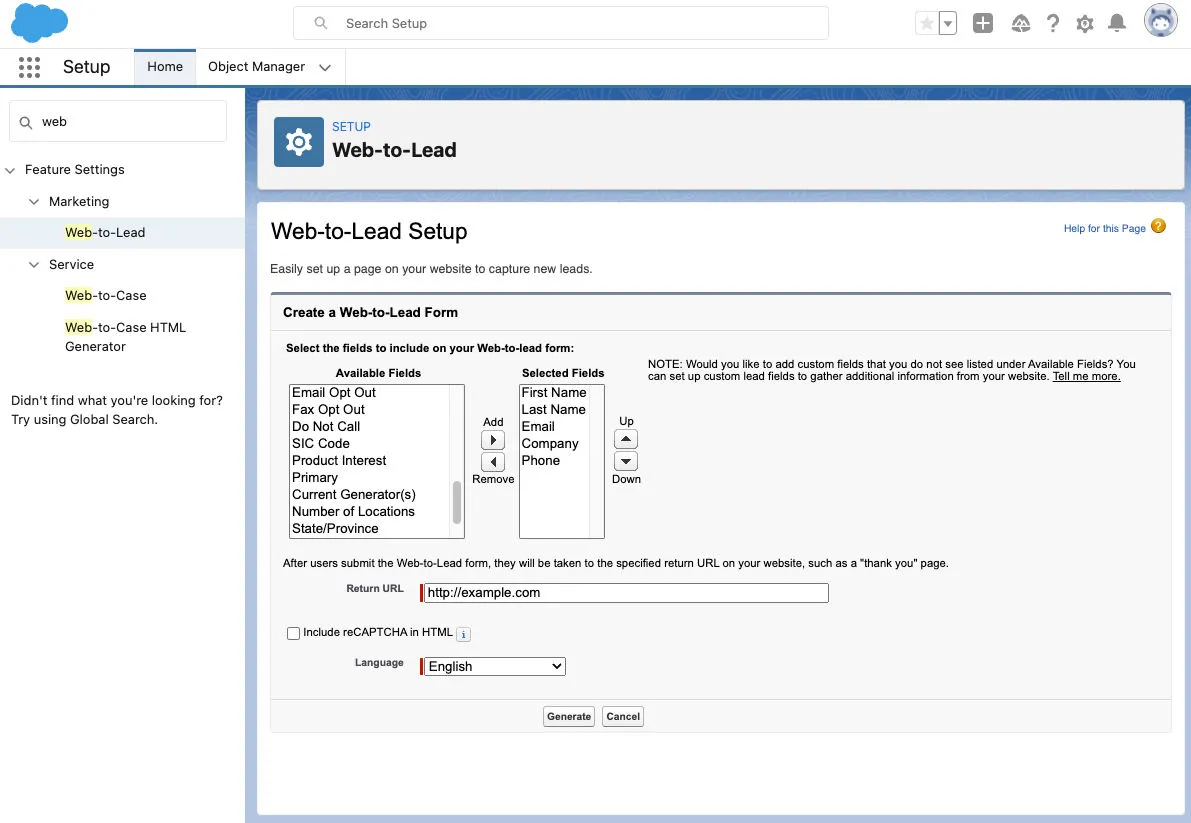 Search Setup
Setup
Home
Object Manager
web
Feature Settings
Marketing
Web-to-Lead
Service
Web-to-Case
Web-to-Case HTML
Generator
Didn't find what you're looking for?
Try using Global Search.
SETUP
Web-to-Lead
Web-to-Lead Setup
Help for this Page ?
Easily set up a page on your website to capture new leads.
Create a Web-to-Lead Form
Select the fields to include on your Web-to-lead form:
Available Fields
Email Opt Out
Fax Opt Out
Do Not Call
SIC Code
Product Interest
Primary
Current Generator(s)
Number of Locations
State/Province
Add
Remove
Selected Fields
First Name
Last Name
Email
Company
Phone
Up
Down
NOTE: Would you like to add custom fields that you do not see listed under Available Fields? You
can set up custom lead fields to gather additional information from your website. Tell me more.
After users submit the Web-to-Lead form, they will be taken to the specified return URL on your website, such as a "thank you" page.
Return URL http://example.com
Include reCAPTCHA in HTML i
Language English
Generate Cancel